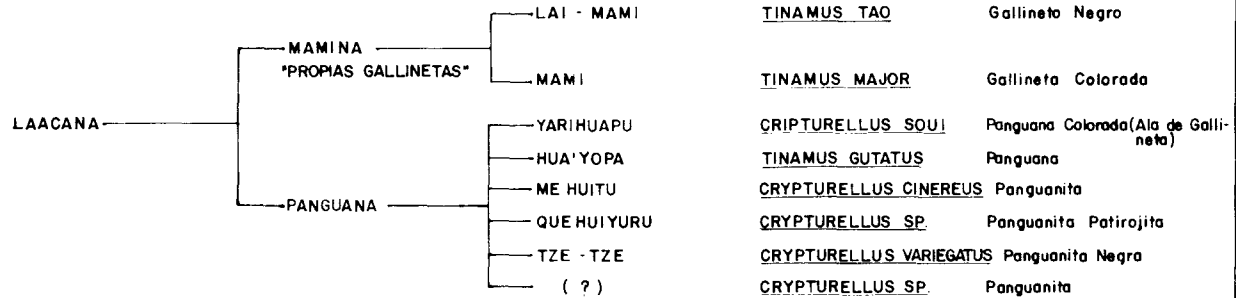 LAI - MAMI TINAMUS TAO Gallineto Negro
MAMINA
"PROPIAS GALLINETAS"
MAMI TINAMUS MAJOR Gallineta Colorada
LAACANA
YARIHUAPU CRIPTURELLUS SOUI Panguana Colorada (Ala de Galli-
neta)
HUA'YOPA TINAMUS GUTATUS Panguana
ME HUITU CRYPTURELLUS CINEREUS Panguanita
PANGUANA
QUE HUIYURU CRYPTURELLUS SP. Panguanita Patirojita
TZE - TZE CRYPTURELLUS VARIEGATUS Panguanita Negra
( ? ) CRYPTURELLUS SP. Panguanita